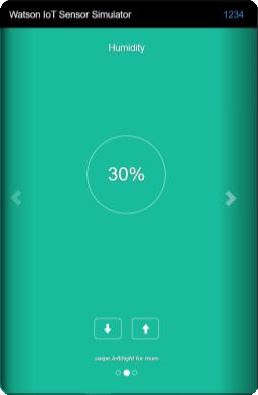 Watson IoT Sensor Simulator 1234
Humidity
30%
swipe left/right for more